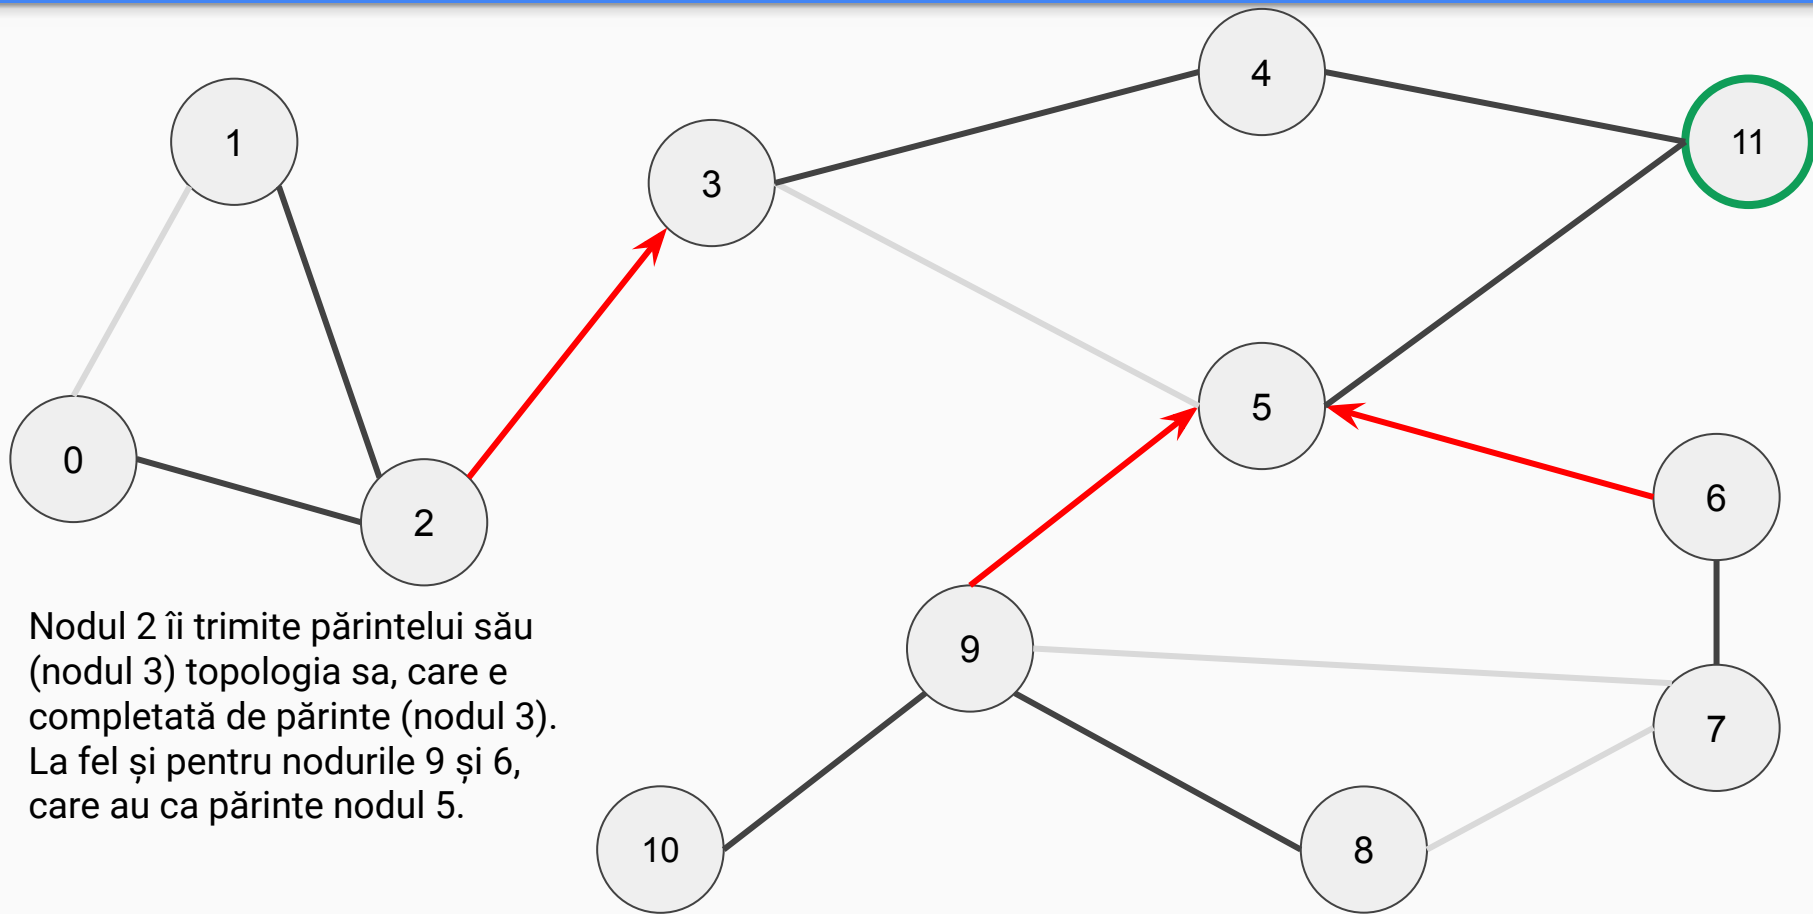 4
1
11
3
5
0
6
2
Nodul 2 îi trimite părintelui său
(nodul 3) topologia sa, care e
completată de părinte (nodul 3).
La fel și pentru nodurile 9 și 6,
care au ca părinte nodul 5.
9
7
10
8